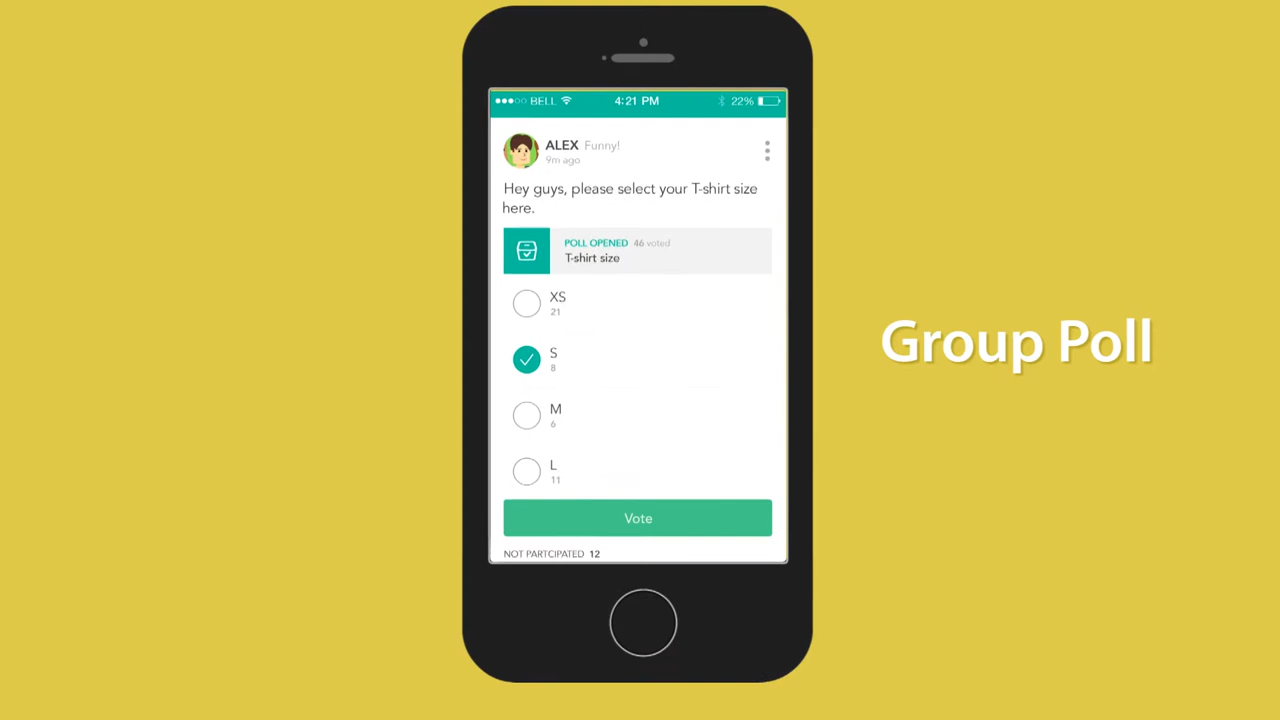 BELL 4:21 PM 22%
ALEX Funny!
9m ago
Hey guys, please select your T-shirt size
here.
POLL OPENED 46 voted
T-shirt size
XS
21
S
8
M
6
L
11
Vote
NOT PARTCIPATED 12
Group Poll